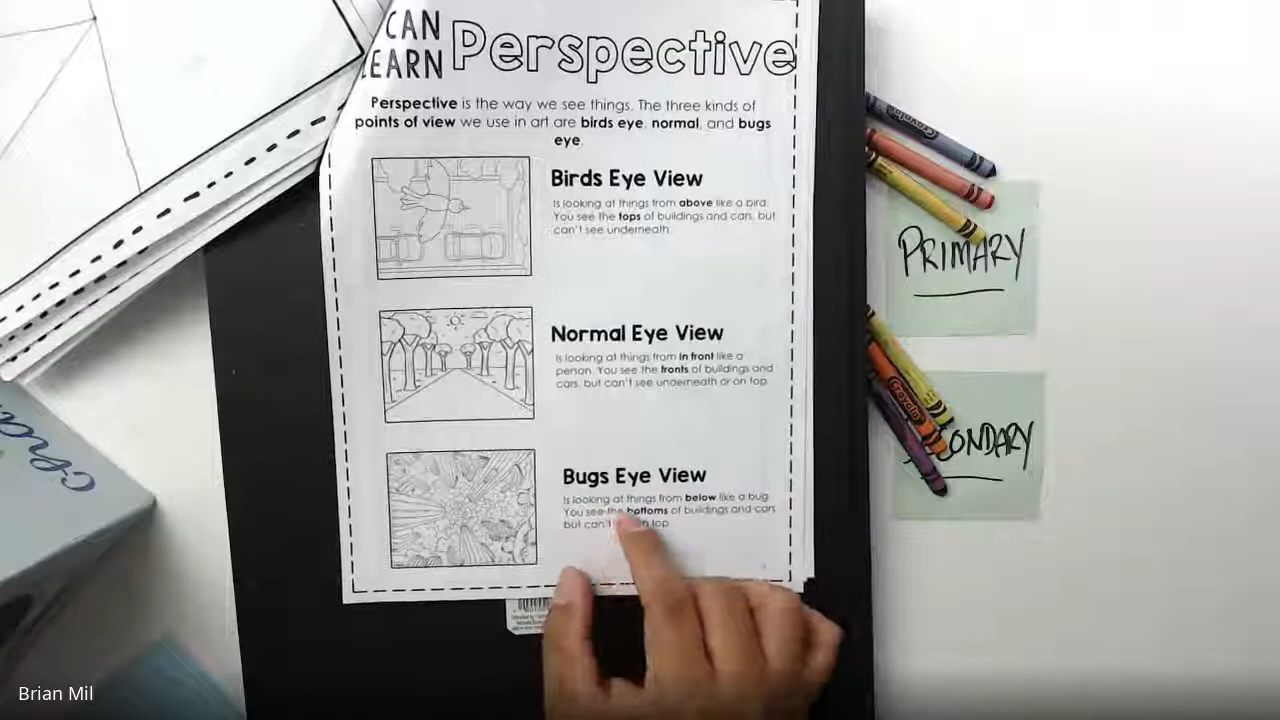 CAN
EARN
Perspective
Perspective is the way we see things. The three kinds of
points of view we use in art are birds eye, normal, and bugs
eye.
Birds Eye View
Is looking at things from above like a bird.
You see the tops of buildings and cars, but
can't see underneath.
Normal Eye View
Is looking at things from in front like a
person. You see the fronts of buildings and
cars, but can't see underneath or on top.
Bugs Eye View
Is looking at things from below like a bug.
You see the bottoms of buildings and cars
but can't on top
Crayola
PRIMARY
Crayola
ONDARY
Brian Mil